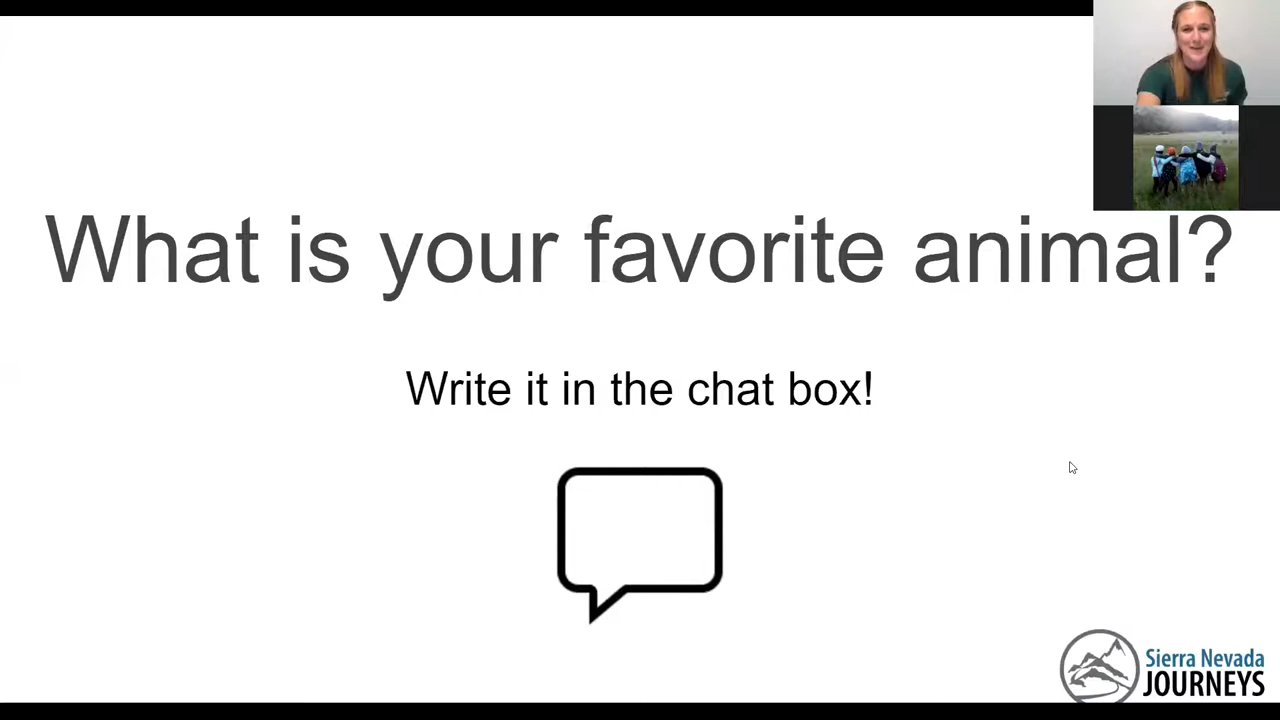 What is your favorite animal?
Write it in the chat box!
Sierra Nevada
JOURNEYS